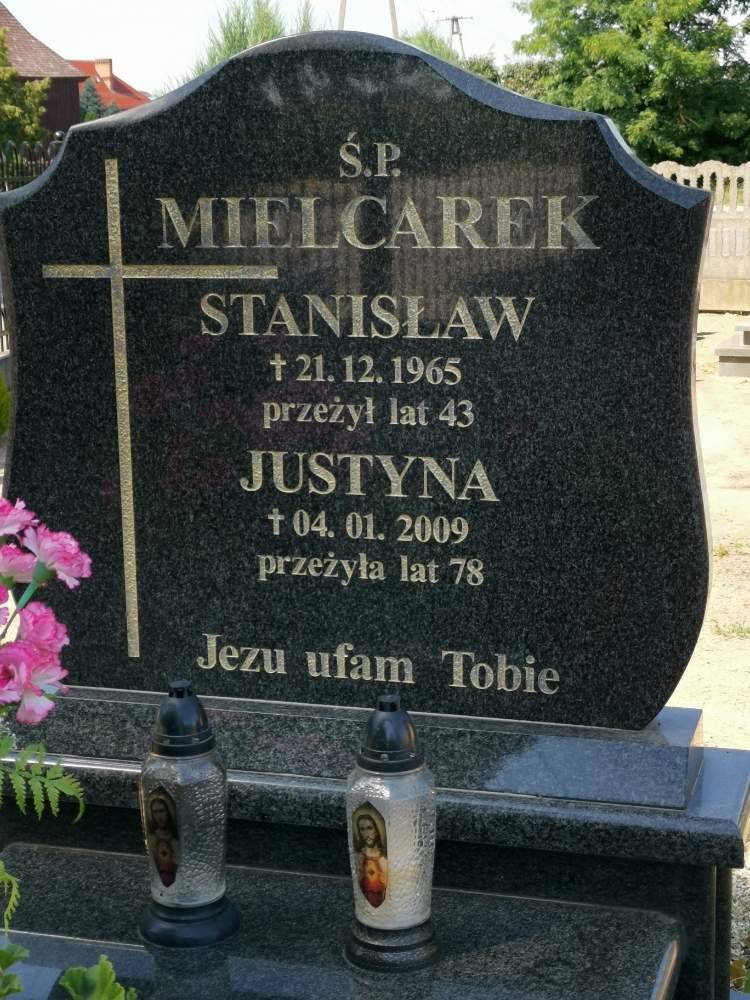 Ś.P.
MIELCAREK
STANISŁAW
✝ 21. 12. 1965
przeżył lat 43
JUSTYNA
✝ 04. 01. 2009
przeżyła lat 78
Jezu ufam Tobie